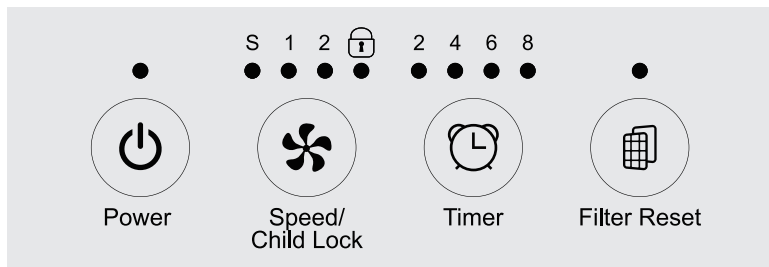 S 1 2 2 4 6 8
Power
Speed/
Child Lock
Timer
Filter Reset